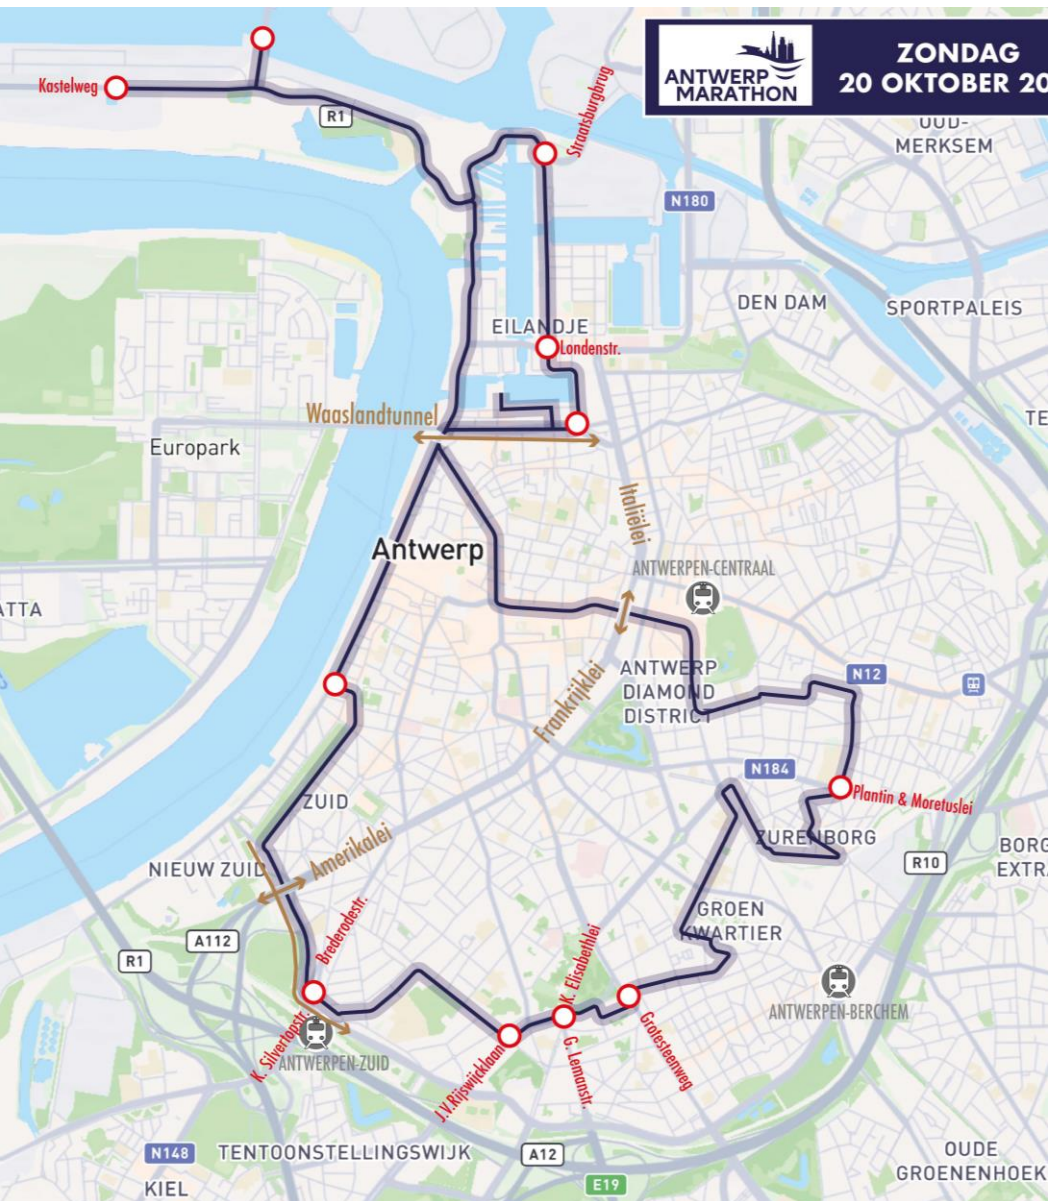 ANTWERP
MARATHON
ZONDAG
20 OKTOBER 20
Kastelweg
R1
Straatsburgbrug
OUD-
MERKSEM
N180
DEN DAM
SPORTPALEIS
EILANDJE
Londenstr.
Waaslandtunnel
Europark
Italiëlei
Antwerp
ANTWERPEN-CENTRAAL
ATTA
ANTWERP
DIAMOND
DISTRICT
N12
Frankrijklei
N184
Plantin & Moretuslei
ZUID
ZURENBORG
Amerikalei
NIEUW ZUID
R10
BORG
EXTRA
GROEN
KWARTIER
Brederodestr.
A112
R1
K. Elisabethlei
ANTWERPEN-BERCHEM
K. Silvertopstr.
ANTWERPEN-ZUID
J.V.Rijswijcklaan
G. Lemanstr.
Grotesteenweg
N148
TENTOONSTELLINGSWIJK
A12
OUDE
GROENENHOEK
E19
KIEL